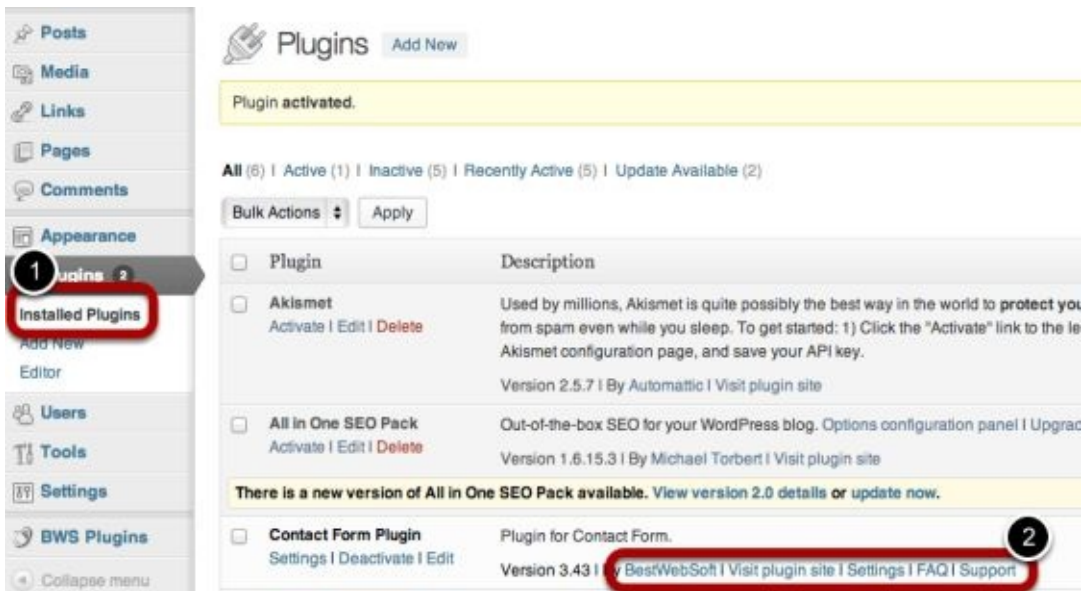 Posts
Media
Links
Pages
Comments
Appearance
1
ugins 2
Installed Plugins
Add New
Editor
Users
Tools
Settings
BWS Plugins
Collapse menu
Plugins Add New
Plugin activated.
All (6) | Active (1) | Inactive (5) | Recently Active (5) | Update Available (2)
Bulk Actions Apply
Plugin Description
Akismet
Activate | Edit | Delete
Used by millions, Akismet is quite possibly the best way in the world to protect you
from spam even while you sleep. To get started: 1) Click the "Activate" link to the le
Akismet configuration page, and save your API key.
Version 2.5.7 | By Automattic | Visit plugin site
All in One SEO Pack
Activate | Edit | Delete
Out-of-the-box SEO for your WordPress blog. Options configuration panel | Upgrad
Version 1.6.15.3 | By Michael Torbert | Visit plugin site
There is a new version of All in One SEO Pack available. View version 2.0 details or update now.
Contact Form Plugin
Settings | Deactivate | Edit
Plugin for Contact Form.
2
Version 3.43 | y BestWebSoft | Visit plugin site | Settings | FAQ | Support